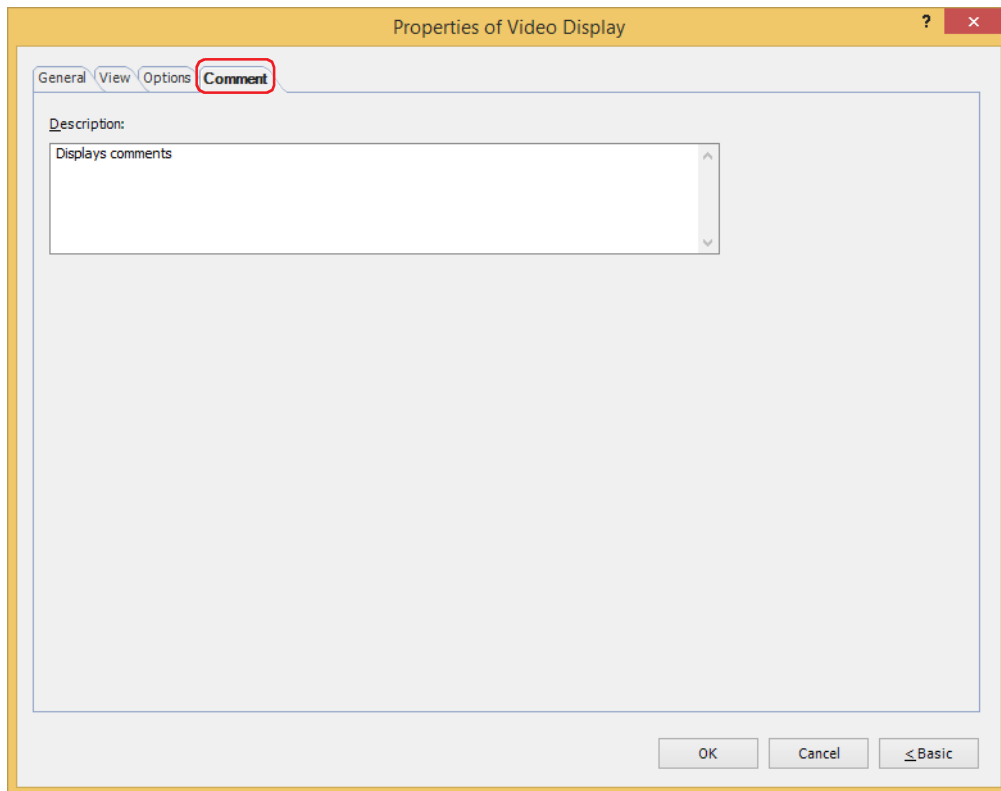 Properties of Video Display
?
General View Options Comment
Description:
Displays comments
OK Cancel < Basic